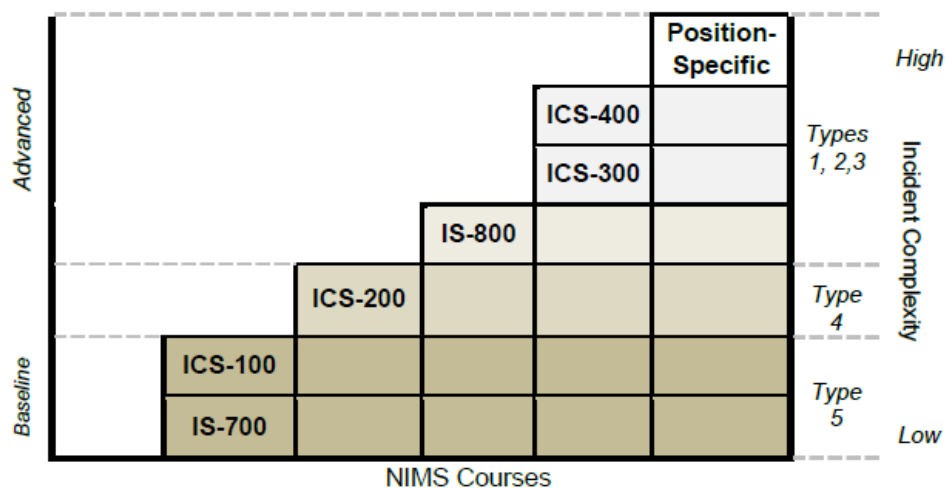 Position-
Specific
High
Advanced
ICS-400
Types
1, 2,3
ICS-300
Incident Complexity
IS-800
ICS-200
Type
4
ICS-100
Baseline
Type
5
IS-700
Low
NIMS Courses